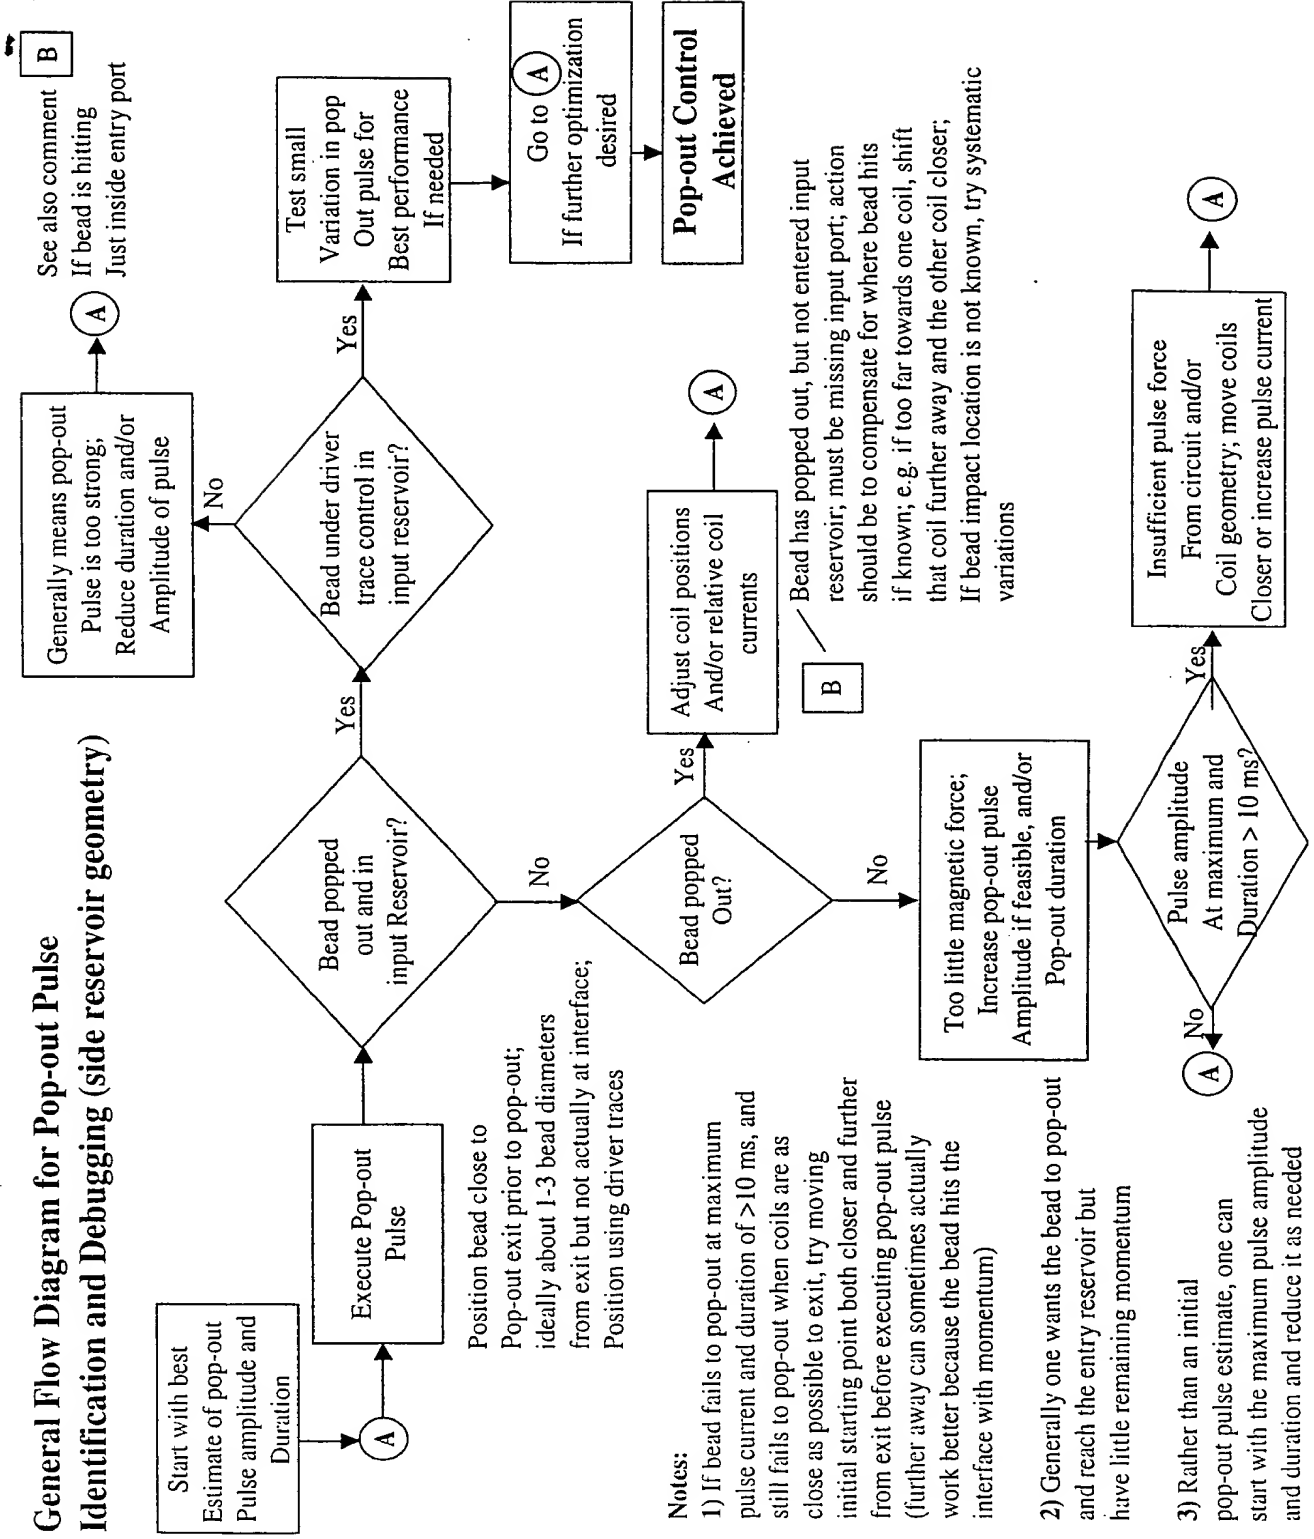 General Flow Diagram for Pop-out Pulse
Identification and Debugging (side reservoir geometry)
Start with best
Estimate of pop-out
Pulse amplitude and
Duration
A
Execute Pop-out
Pulse
Position bead close to
Pop-out exit prior to pop-out;
ideally about 1-3 bead diameters
from exit but not actually at interface;
Position using driver traces
Bead popped
out and in
input Reservoir?
Yes
No
Bead under driver
trace control in
input reservoir?
No
Generally means pop-out
Pulse is too strong;
Reduce duration and/or
Amplitude of pulse
A
See also comment B
If bead is hitting
Just inside entry port
Yes
Test small
Variation in pop
Out pulse for
Best performance
If needed
Go to A
If further optimization
desired
Pop-out Control
Achieved
Bead popped
Out?
Yes
Adjust coil positions
And/or relative coil
currents
A
B
Bead has popped out, but not entered input
reservoir; must be missing input port; action
should be to compensate for where bead hits
if known; e.g. if too far towards one coil, shift
that coil further away and the other coil closer;
If bead impact location is not known, try systematic
variations
No
Too little magnetic force;
Increase pop-out pulse
Amplitude if feasible, and/or
Pop-out duration
Pulse amplitude
At maximum and
Duration > 10 ms?
No
A
Yes
Insufficient pulse force
From circuit and/or
Coil geometry; move coils
Closer or increase pulse current
A
Notes:
1) If bead fails to pop-out at maximum
pulse current and duration of >10 ms, and
still fails to pop-out when coils are as
close as possible to exit, try moving
initial starting point both closer and further
from exit before executing pop-out pulse
(further away can sometimes actually
work better because the bead hits the
interface with momentum)
2) Generally one wants the bead to pop-out
and reach the entry reservoir but
have little remaining momentum
3) Rather than an initial
pop-out pulse estimate, one can
start with the maximum pulse amplitude
and duration and reduce it as needed